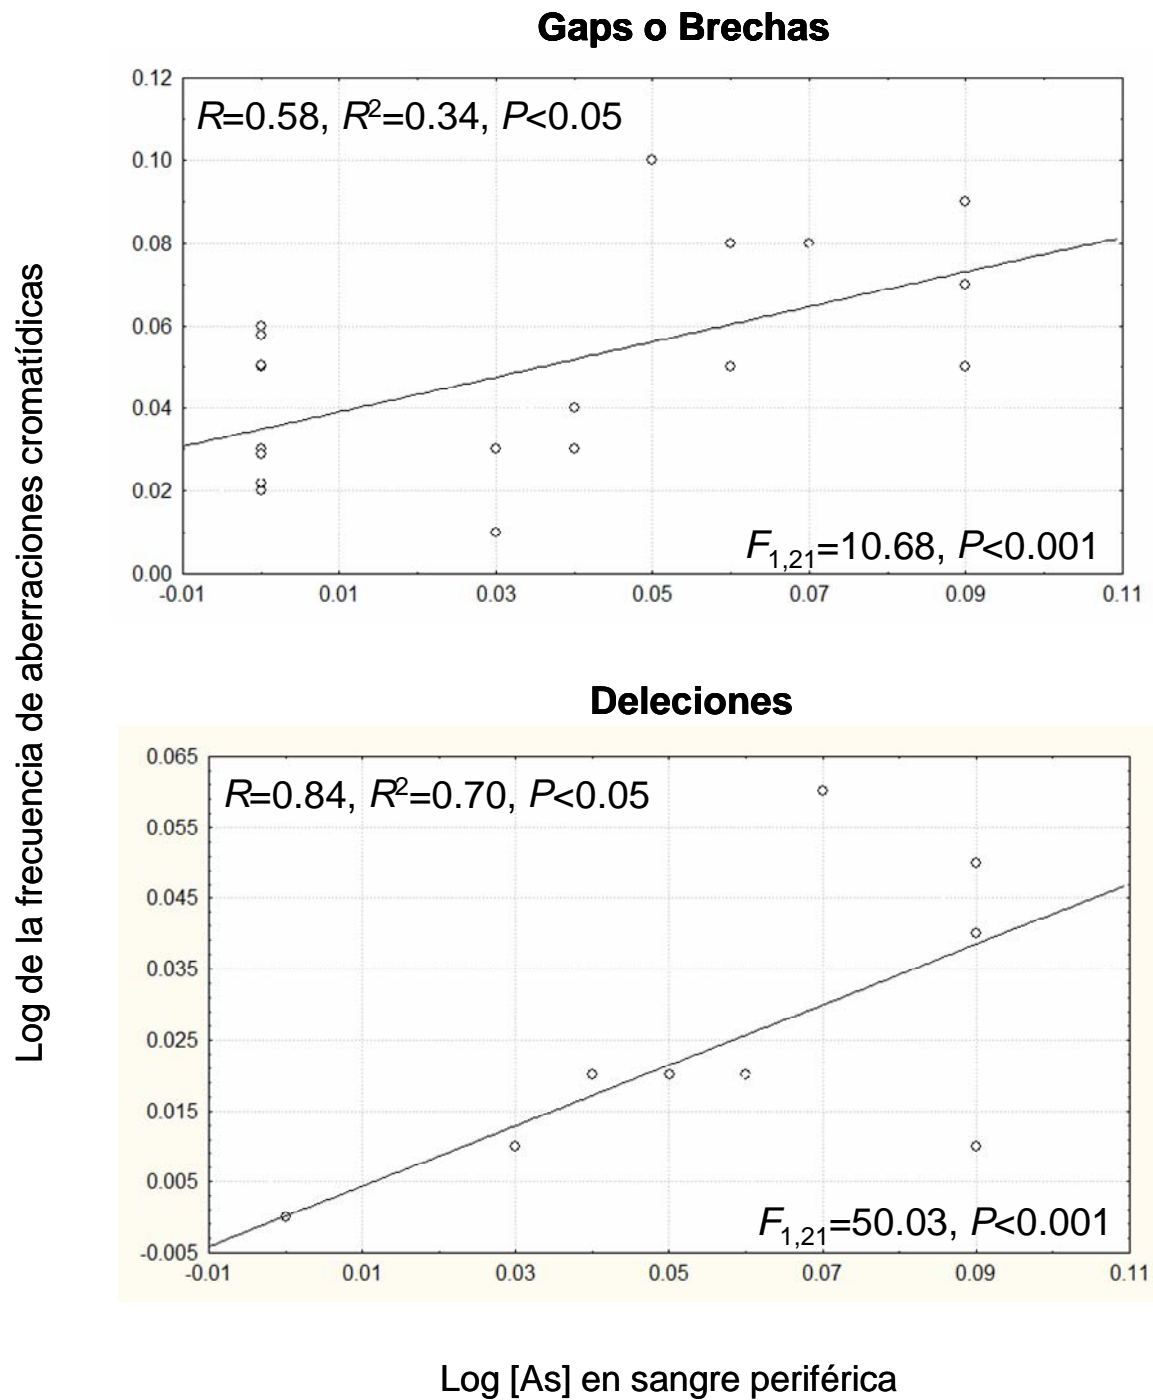 Gaps o Brechas
0.12
R=0.58, R²=0.34, P<0.05
0.10
0.08
0.06
0.04
0.02
F1,21=10.68, P<0.001
0.00
-0.01 0.01 0.03 0.05 0.07 0.09 0.11
Log de la frecuencia de aberraciones cromatídicas
Deleciones
0.065
R=0.84, R²=0.70, P<0.05
0.055
0.045
0.035
0.025
0.015
0.005
F1,21=50.03, P<0.001
-0.005
-0.01 0.01 0.03 0.05 0.07 0.09 0.11
Log [As] en sangre periférica